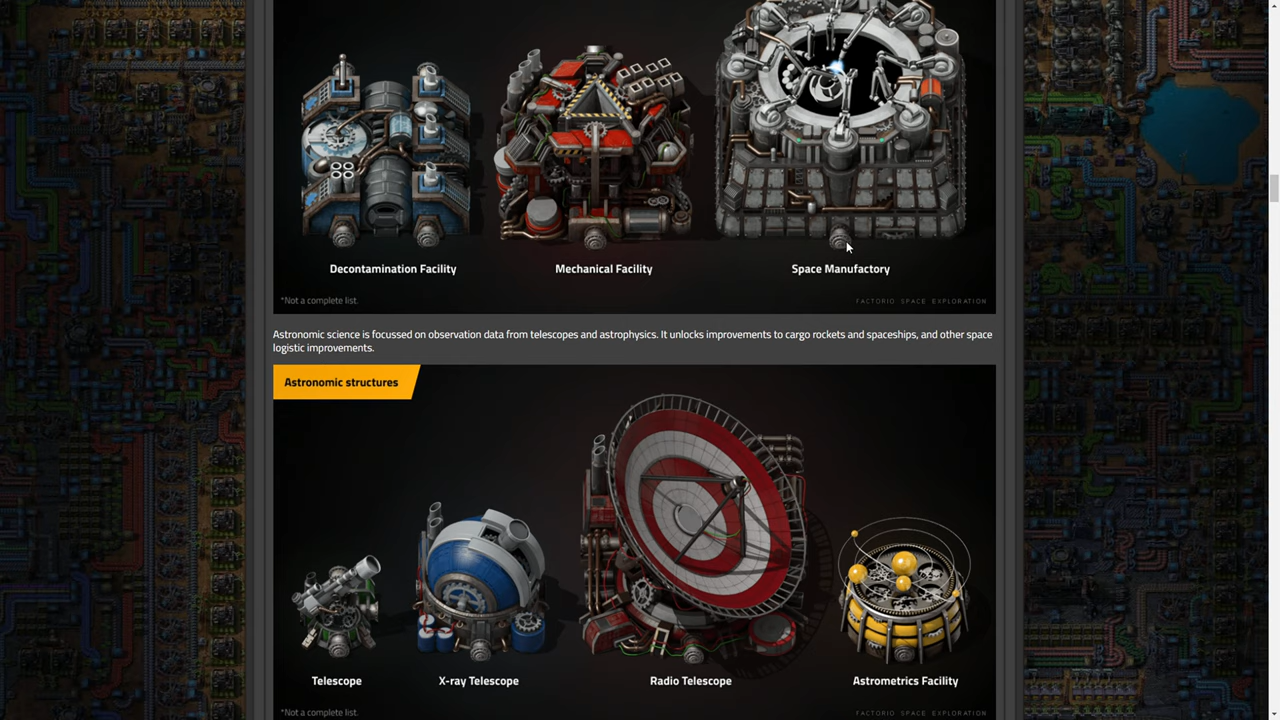 Decontamination Facility
Mechanical Facility
Space Manufactory
*Not a complete list.
FACTORIO SPACE EXPLORATION
Astronomic science is focussed on observation data from telescopes and astrophysics. It unlocks improvements to cargo rockets and spaceships, and other space
logistic improvements.
Astronomic structures
Telescope
X-ray Telescope
Radio Telescope
Astrometrics Facility
*Not a complete list.
FACTORIO SPACE EXPLORATION